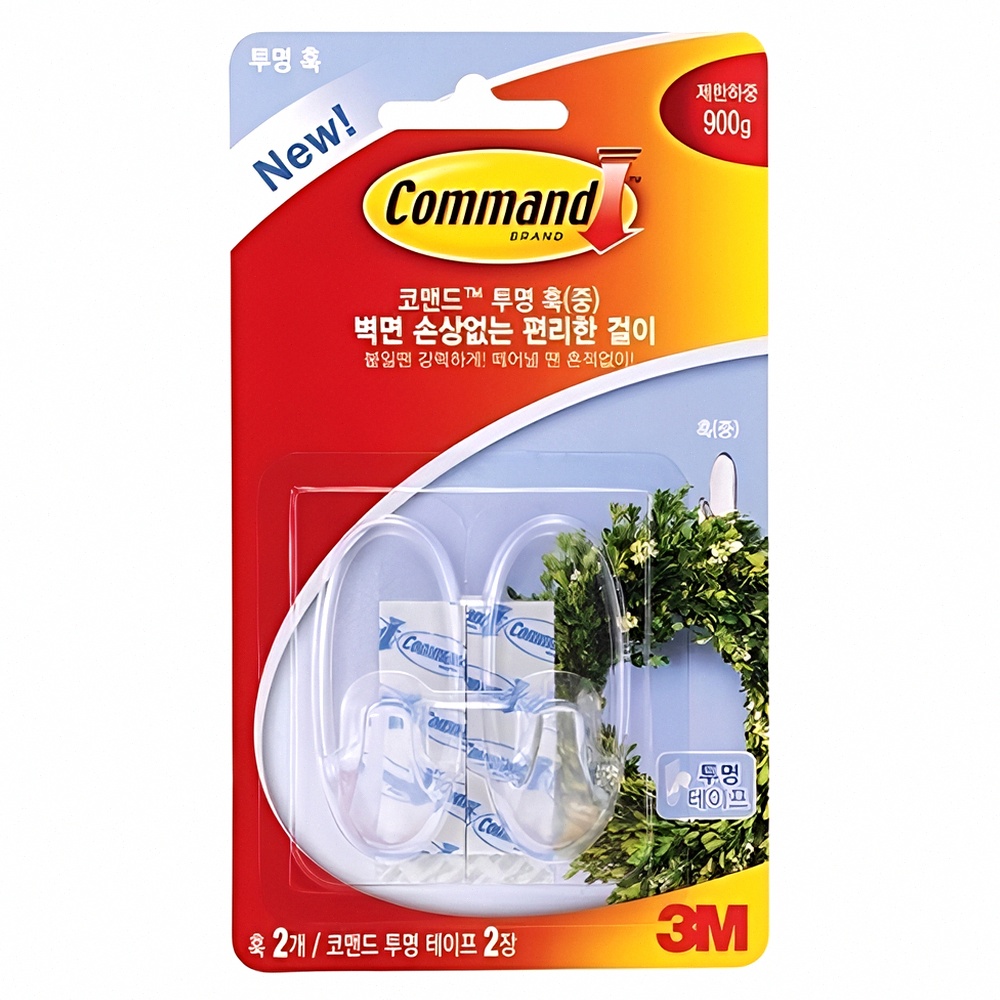 투명 훅
New!
제한하중
900g
Command™
BRAND
코맨드™ 투명 훅(중)
벽면 손상없는 편리한 걸이
붙일땐 강력하게! 떼어낼 땐 흔적없이!
훅(중)
Command
Command
투명
테이프
훅 2개 / 코맨드 투명 테이프 2장
3M